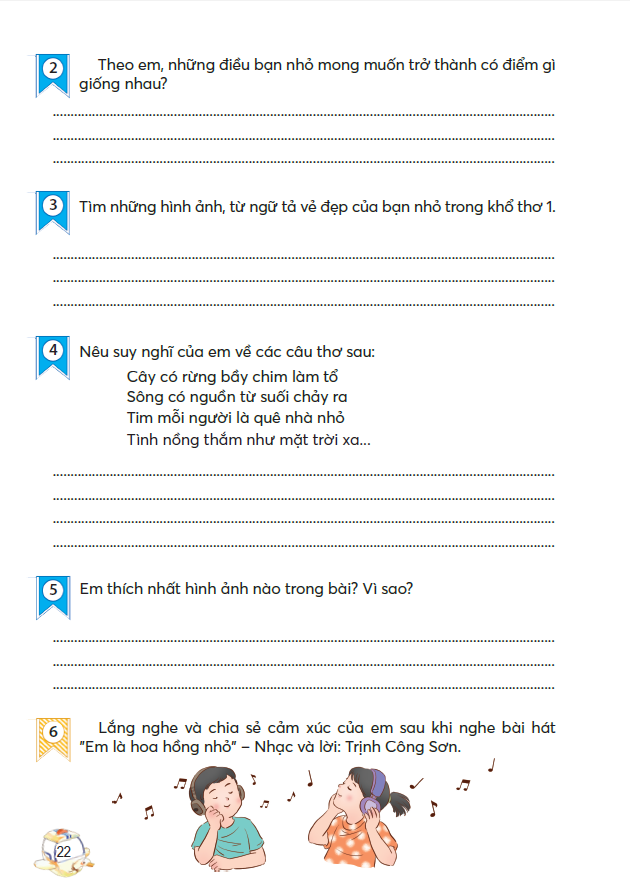 2
Theo em, những điều bạn nhỏ mong muốn trở thành có điểm gì
giống nhau?
3
Tìm những hình ảnh, từ ngữ tả vẻ đẹp của bạn nhỏ trong khổ thơ 1.
4
Nêu suy nghĩ của em về các câu thơ sau:
Cây có rừng bầy chim làm tổ
Sông có nguồn từ suối chảy ra
Tim mỗi người là quê nhà nhỏ
Tình nồng thắm như mặt trời xa...
5
Em thích nhất hình ảnh nào trong bài? Vì sao?
6
Lắng nghe và chia sẻ cảm xúc của em sau khi nghe bài hát
"Em là hoa hồng nhỏ" – Nhạc và lời: Trịnh Công Sơn.
22